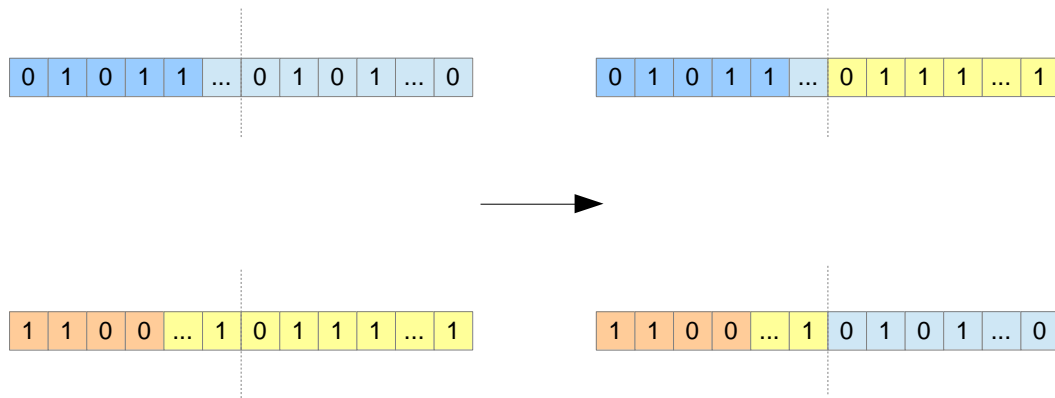 0 1 0 1 1 ... 0 1 0 1 ... 0
0 1 0 1 1 ... 0 1 1 1 ... 1
1 1 0 0 ... 1 0 1 1 1 ... 1
1 1 0 0 ... 1 0 1 0 1 ... 0